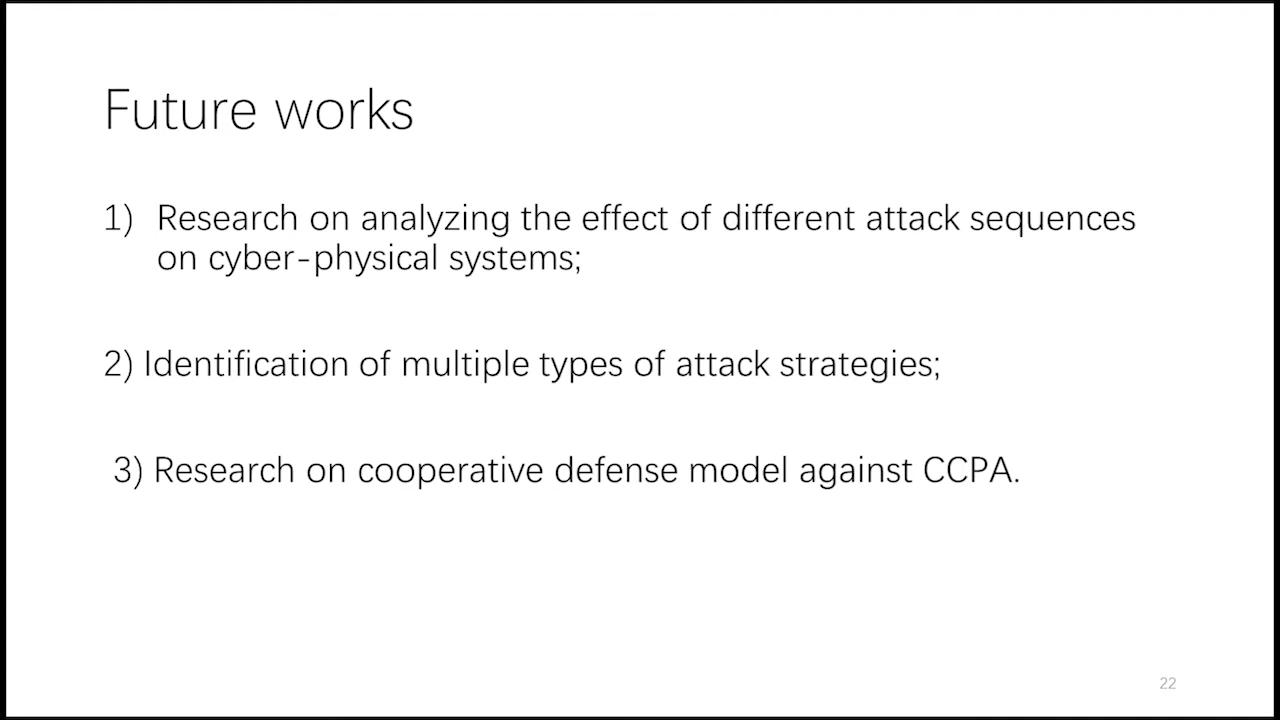 Future works
1) Research on analyzing the effect of different attack sequences
on cyber-physical systems;
2) Identification of multiple types of attack strategies;
3) Research on cooperative defense model against CCPA.
22